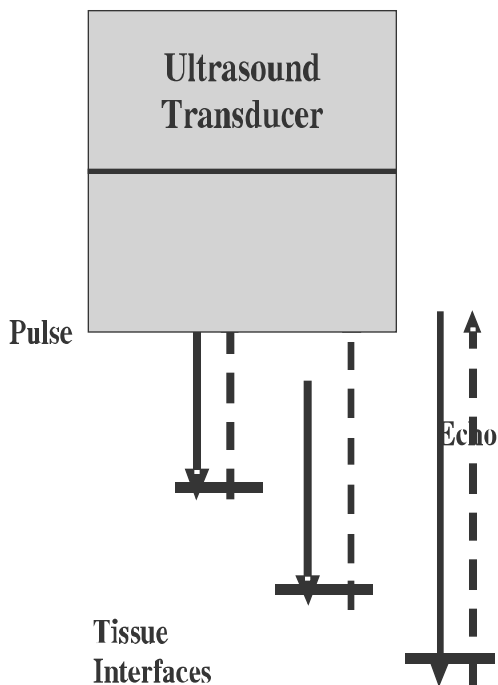 Ultrasound
Transducer
Pulse
Echo
Tissue
Interfaces